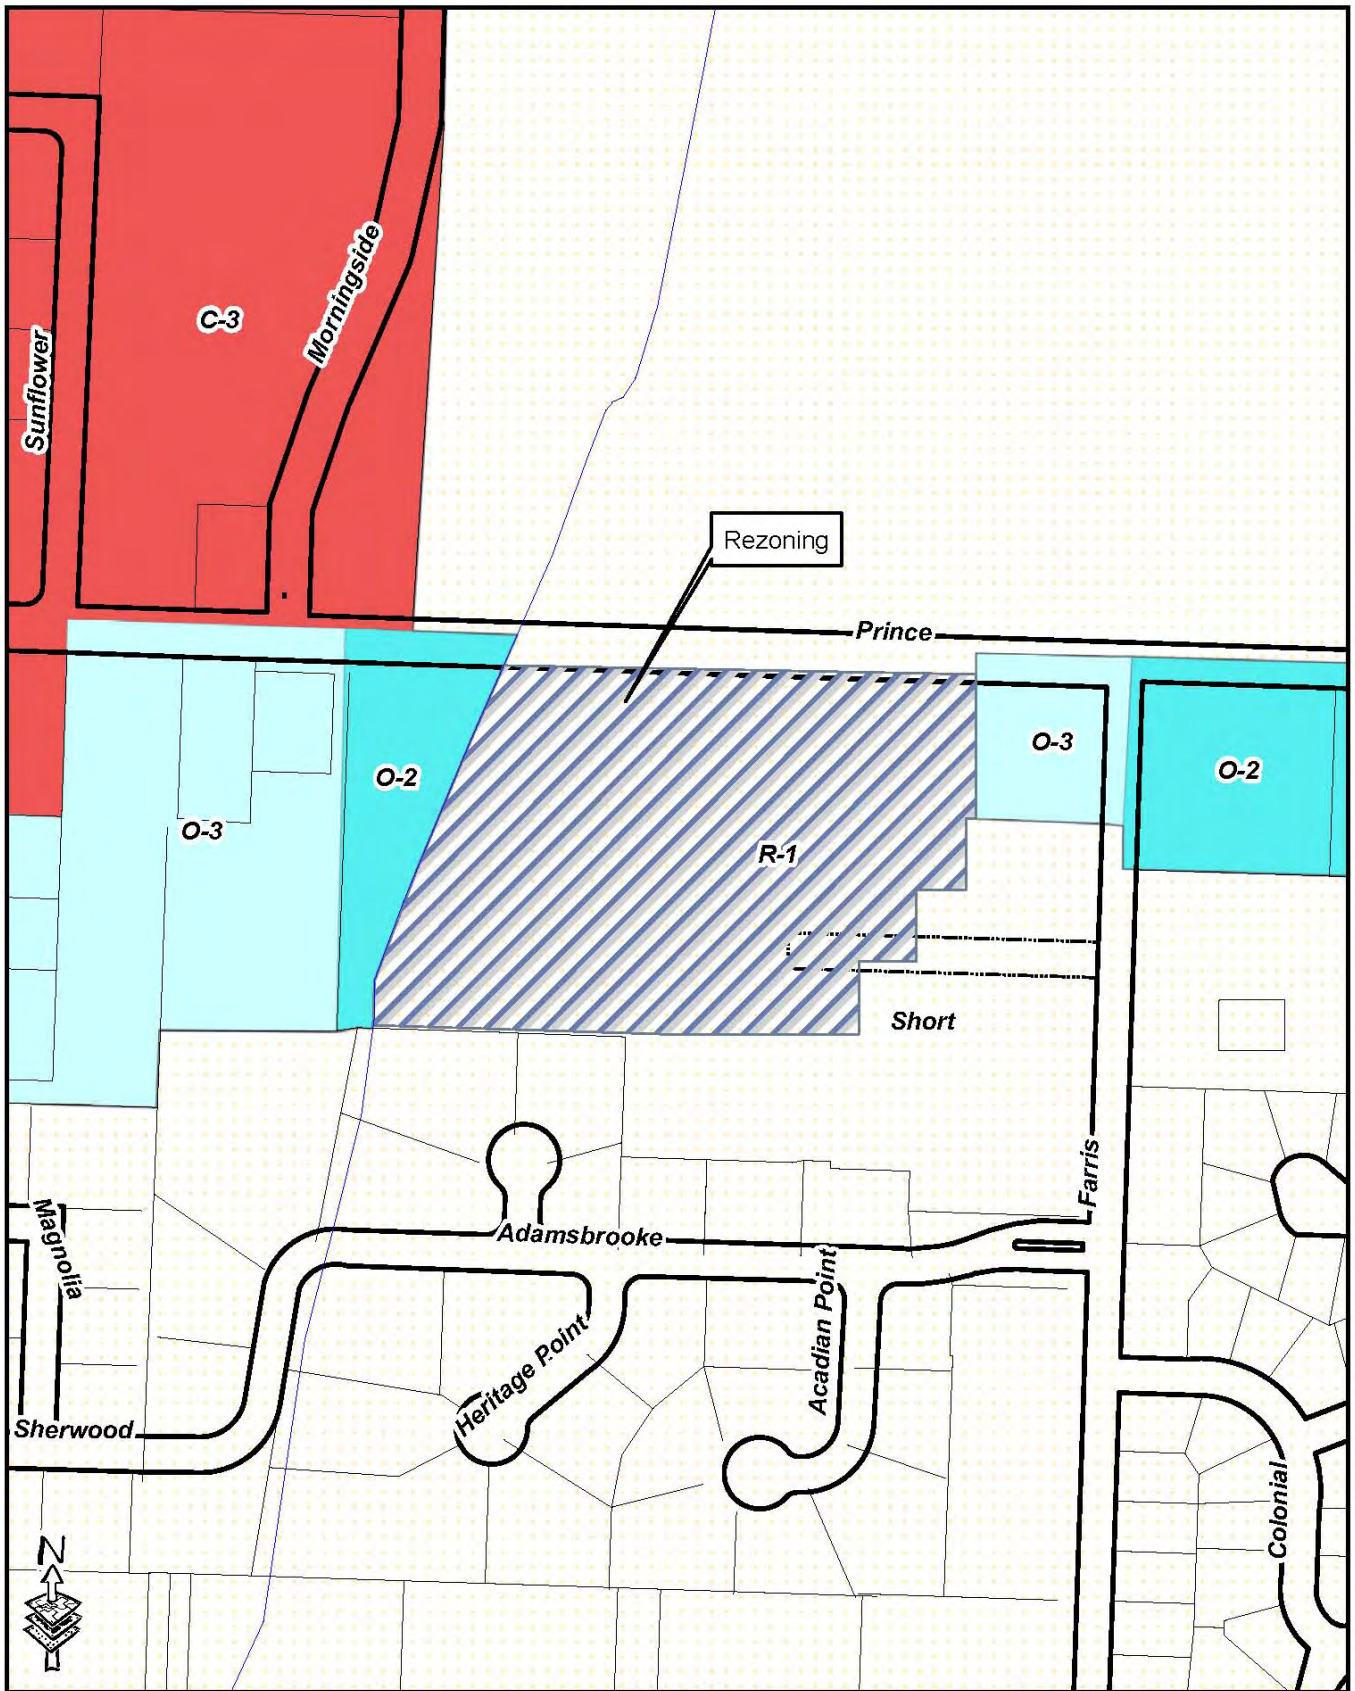 Morningside
C-3
Sunflower
Rezoning
Prince
O-3
O-2
O-2
R-1
O-3
Short
Farris
Magnolia
Adamsbrooke
Acadian Point
Heritage Point
Sherwood
Colonial
N